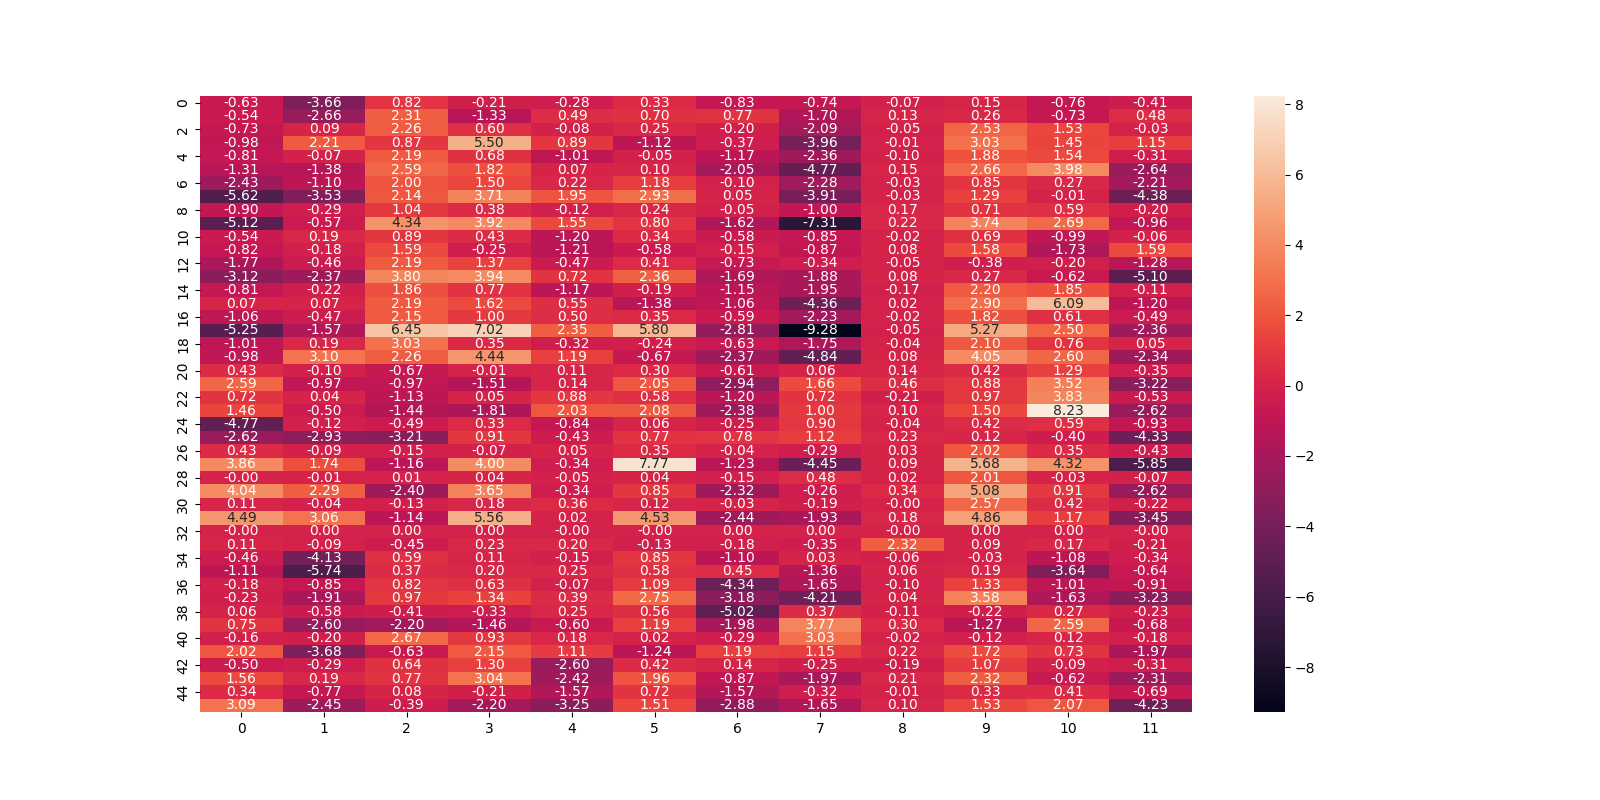 0 -0.63 -3.66 0.82 -0.21 -0.28 0.33 -0.83 -0.74 -0.07 0.15 -0.76 -0.41 8
-0.54 -2.66 2.31 -1.33 0.49 0.70 0.77 -1.70 0.13 0.26 -0.73 0.48
2 -0.73 0.09 2.26 0.60 -0.08 0.25 -0.20 -2.09 -0.05 2.53 1.53 -0.03
-0.98 2.21 0.87 5.50 0.89 -1.12 -0.37 -3.96 -0.01 3.03 1.45 1.15
4 -0.81 -0.07 2.19 0.68 -1.01 -0.05 -1.17 -2.36 -0.10 1.88 1.54 -0.31
-1.31 -1.38 2.59 1.82 0.07 0.10 -2.05 -4.77 0.15 2.66 3.98 -2.64
6 -2.43 -1.10 2.00 1.50 0.22 1.18 -0.10 -2.28 -0.03 0.85 0.27 -2.21 6
-5.62 -3.53 2.14 3.71 1.95 2.93 0.05 -3.91 -0.03 1.29 -0.01 -4.38
8 -0.90 -0.29 1.04 0.38 -0.12 0.24 -0.05 -1.00 0.17 0.71 0.59 -0.20
-5.12 -0.57 4.34 3.92 1.55 0.80 -1.62 -7.31 0.22 3.74 2.69 -0.96
10 -0.54 0.19 0.89 0.43 -1.20 0.34 -0.58 -0.85 -0.02 0.69 -0.99 -0.06
-0.82 -0.18 1.59 -0.25 -1.12 -0.58 -0.15 -0.87 0.08 1.58 -1.73 1.59 4
12 -1.77 -0.46 2.19 1.37 -0.47 0.41 -0.73 -0.34 -0.05 -0.38 -0.20 -1.28
-3.12 -2.37 3.80 3.94 0.72 2.36 -1.69 -1.88 0.08 0.27 -0.62 -5.10
14 -0.81 -0.22 1.86 0.77 -1.17 -0.19 -1.15 -1.95 -0.17 2.20 1.85 -0.11
0.07 0.07 2.19 1.62 0.55 -1.38 -1.06 -4.36 0.02 2.90 6.09 -1.20
16 -1.06 -0.47 2.15 1.00 0.50 0.35 -0.59 -2.23 -0.02 1.82 0.61 -0.49 2
-5.25 -1.57 6.45 7.02 2.35 5.80 -2.81 -9.28 -0.05 5.27 2.50 -2.36
18 -1.01 0.19 3.03 0.35 -0.32 -0.24 -0.63 -1.75 -0.04 2.10 0.76 0.05
-0.98 3.10 2.26 4.44 1.19 -0.67 -2.37 -4.84 0.08 4.05 2.60 -2.34
20 0.43 -0.10 -0.67 -0.01 0.11 0.30 -0.61 0.06 0.14 0.42 1.29 -0.35
2.59 -0.97 -0.97 -1.51 0.14 2.05 -2.94 1.66 0.46 0.88 3.52 -3.22 0
22 0.72 0.04 -1.13 0.05 0.88 0.58 -1.20 0.72 -0.21 0.97 3.83 -0.53
1.46 -0.50 -1.44 -1.81 2.03 2.08 -2.38 1.00 0.10 1.50 8.23 -2.62
24 -4.77 -0.12 -0.49 0.33 -0.84 0.06 -0.25 0.90 -0.04 0.42 0.59 -0.93
-2.62 -2.93 -3.21 0.91 -0.43 0.77 0.78 1.12 0.23 0.12 -0.40 -4.33
26 0.43 -0.09 -0.15 -0.07 0.05 0.35 -0.04 -0.29 0.03 2.02 0.35 -0.43 −2
3.86 1.74 -1.16 4.00 -0.34 7.77 -1.23 -4.45 0.09 5.68 4.32 -5.85
28 -0.00 -0.01 0.01 0.04 -0.05 0.04 -0.15 0.48 0.02 2.01 -0.03 -0.07
4.04 2.29 -2.40 3.65 -0.34 0.85 -2.32 -0.26 0.34 5.08 0.91 -2.62
30 0.11 -0.04 -0.13 0.18 0.36 0.12 -0.03 -0.19 -0.00 2.57 0.42 -0.22
4.49 3.06 -1.14 5.56 0.02 4.53 -2.44 -1.93 0.18 4.86 1.17 -3.45
32 -0.00 0.00 0.00 0.00 -0.00 -0.00 0.00 0.00 -0.00 0.00 -0.00 -0.00 −4
0.11 -0.09 -0.45 0.23 0.20 -0.13 -0.18 -0.35 2.32 0.09 0.17 -0.21
34 -0.46 -4.13 0.59 0.11 -0.15 0.85 -1.10 0.03 -0.06 -0.03 -1.08 -0.34
-1.11 -5.74 0.37 0.20 0.25 0.58 0.45 -1.36 0.06 0.19 -3.64 -0.64
36 -0.18 -0.85 0.82 0.63 -0.07 1.09 -4.34 -1.65 -0.10 1.33 -1.01 -0.91
-0.23 -1.91 0.97 1.34 0.39 2.75 -3.18 -4.21 0.04 3.58 -1.63 -3.23 −6
38 0.06 -0.58 -0.41 -0.33 0.25 0.56 -5.02 0.37 -0.11 -0.22 0.27 -0.23
0.75 -2.60 -2.20 -1.46 -0.60 1.19 -1.98 3.77 0.30 -1.27 2.59 -0.68
40 -0.16 -0.20 2.67 0.93 0.18 0.02 -0.29 3.03 -0.02 -0.12 0.12 -0.18
2.02 -3.68 -0.63 2.15 1.11 -1.24 1.19 1.15 0.22 1.72 0.73 -1.97
42 -0.50 -0.29 0.64 1.30 -2.60 0.42 0.14 -0.25 -0.19 1.07 -0.09 -0.31 −8
1.56 0.19 0.77 3.04 -2.42 1.96 -0.87 -1.97 0.21 2.32 -0.62 -2.31
44 0.34 -0.77 0.08 -0.21 -1.57 0.72 -1.57 -0.32 -0.01 0.33 0.41 -0.69
3.09 -2.45 -0.39 -2.20 -3.25 1.51 -2.88 -1.65 0.10 1.53 2.07 -4.23
0 1 2 3 4 5 6 7 8 9 10 11